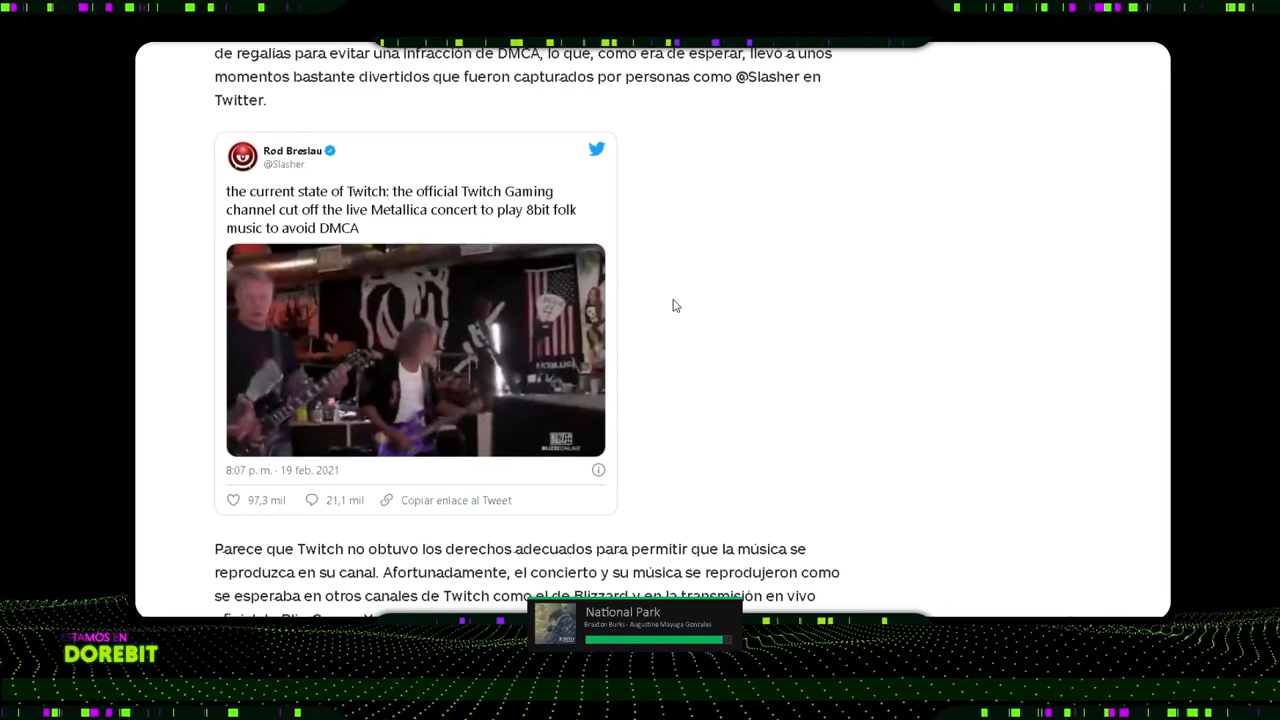 de regalías para evitar una infracción de DMCA, lo que, como era de esperar, llevó a unos
momentos bastante divertidos que fueron capturados por personas como @Slasher en
Twitter.
Rod Breslau
@Slasher
the current state of Twitch: the official Twitch Gaming
channel cut off the live Metallica concert to play 8bit folk
music to avoid DMCA
8:07 p. m. · 19 feb. 2021
97,3 mil
21,1 mil
Copiar enlace al Tweet
Parece que Twitch no obtuvo los derechos adecuados para permitir que la música se
reproduzca en su canal. Afortunadamente, el concierto y su música se reprodujeron como
se esperaba en otros canales de Twitch como el de Blizzard y en la transmisión en vivo
National Park
Braxton Burks - Augustine Mayuga Gonzales
ESTAMOS EN
DOREBIT